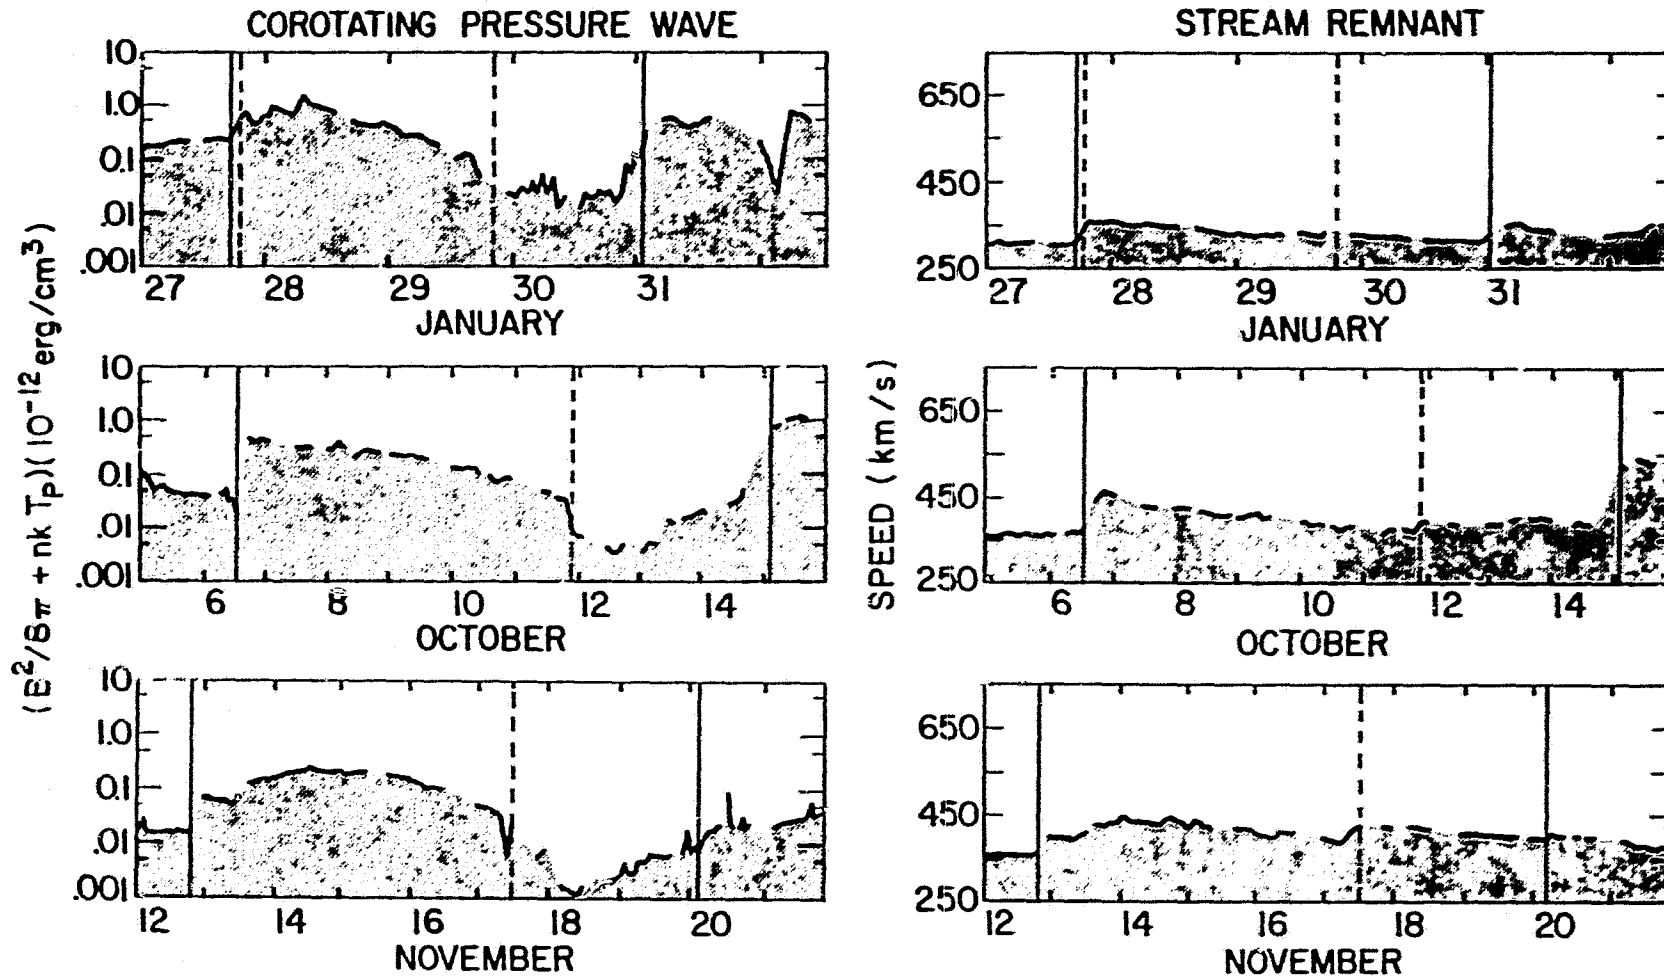 COROTATING PRESSURE WAVE
STREAM REMNANT
(B²/8π + nk Tp)(10⁻¹² erg/cm³)
10
1.0
0.1
.01
.001
27 28 29 30 31
JANUARY
10
1.0
0.1
.01
.001
6 8 10 12 14
OCTOBER
10
1.0
0.1
.01
.001
12 14 16 18 20
NOVEMBER
SPEED (km/s)
650
450
250
27 28 29 30 31
JANUARY
650
450
250
6 8 10 12 14
OCTOBER
650
450
250
12 14 16 18 20
NOVEMBER